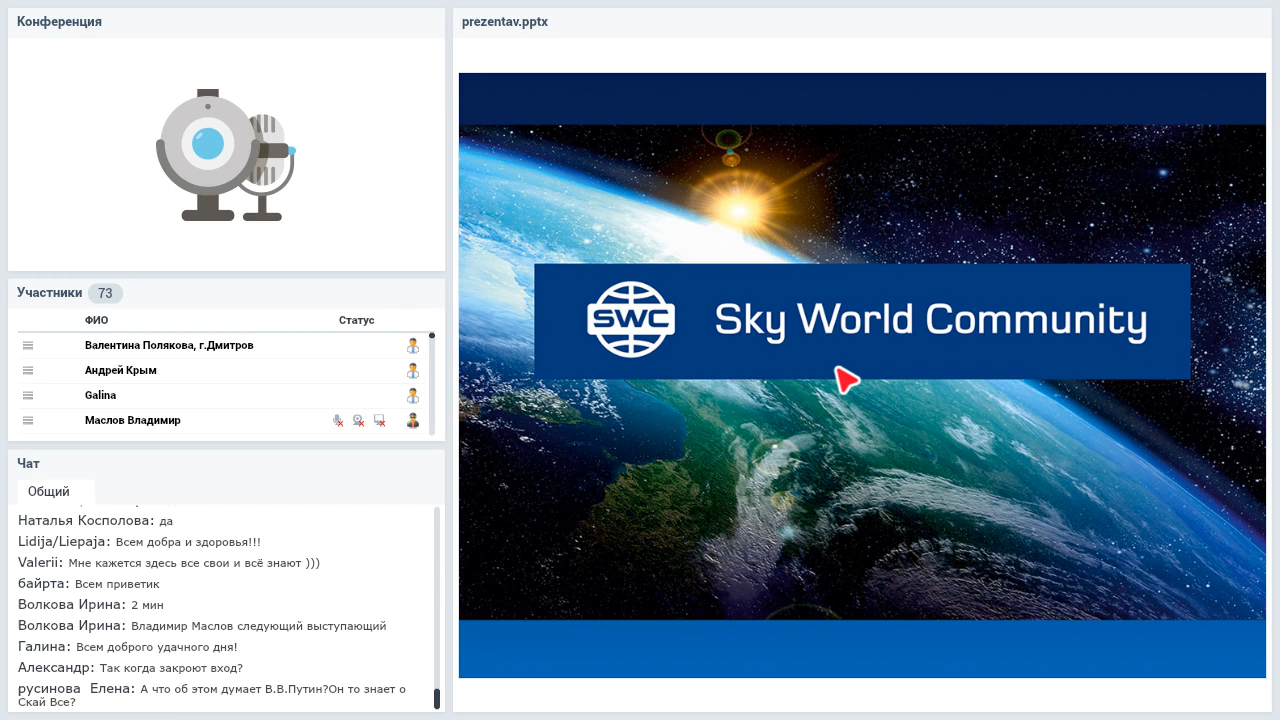 Конференция
prezentav.pptx
SWC
Sky World Community
Участники 73
ФИО Статус
Валентина Полякова, г.Дмитров
Андрей Крым
Galina
Маслов Владимир
Чат
Общий
Наталья Косполова: да
Lidija/Liepaja: Всем добра и здоровья!!!
Valerii: Мне кажется здесь все свои и всё знают )))
байрта: Всем приветик
Волкова Ирина: 2 мин
Волкова Ирина: Владимир Маслов следующий выступающий
Галина: Всем доброго удачного дня!
Александр: Так когда закроют вход?
русинова Елена: А что об этом думает В.В.Путин?Он то знает о
Скай Все?